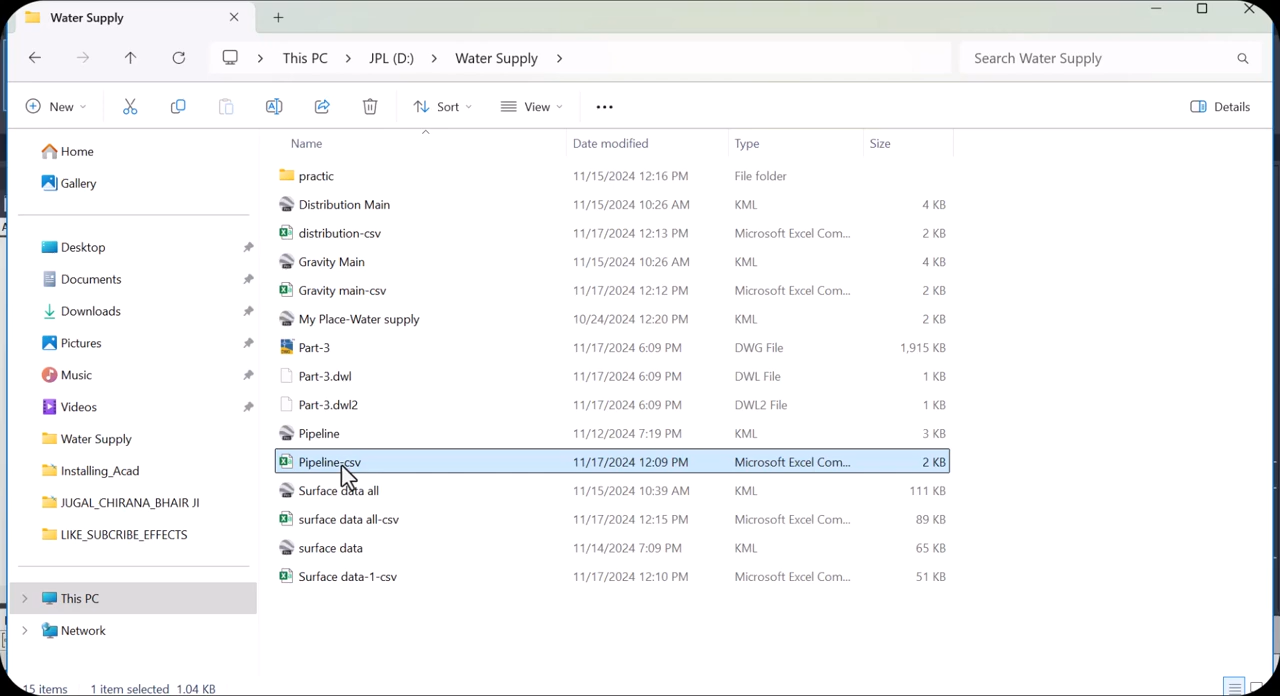 Water Supply
This PC > JPL (D:) > Water Supply >
Search Water Supply
New
Sort
View
Details
Name Date modified Type Size
Home
Gallery
Desktop
Documents
Downloads
Pictures
Music
Videos
Water Supply
Installing_Acad
JUGAL_CHIRANA_BHAIR JI
LIKE_SUBCRIBE_EFFECTS
This PC
Network
practic 11/15/2024 12:16 PM File folder
Distribution Main 11/15/2024 10:26 AM KML 4 KB
distribution-csv 11/17/2024 12:13 PM Microsoft Excel Com... 2 KB
Gravity Main 11/15/2024 10:26 AM KML 4 KB
Gravity main-csv 11/17/2024 12:12 PM Microsoft Excel Com... 2 KB
My Place-Water supply 10/24/2024 12:20 PM KML 2 KB
Part-3 11/17/2024 6:09 PM DWG File 1,915 KB
Part-3.dwl 11/17/2024 6:09 PM DWL File 1 KB
Part-3.dwl2 11/17/2024 6:09 PM DWL2 File 1 KB
Pipeline 11/12/2024 7:19 PM KML 3 KB
Pipeline-csv 11/17/2024 12:09 PM Microsoft Excel Com... 2 KB
Surface data all 11/15/2024 10:39 AM KML 111 KB
surface data all-csv 11/17/2024 12:15 PM Microsoft Excel Com... 89 KB
surface data 11/14/2024 7:09 PM KML 65 KB
Surface data-1-csv 11/17/2024 12:10 PM Microsoft Excel Com... 51 KB
15 items 1 item selected 1.04 KB